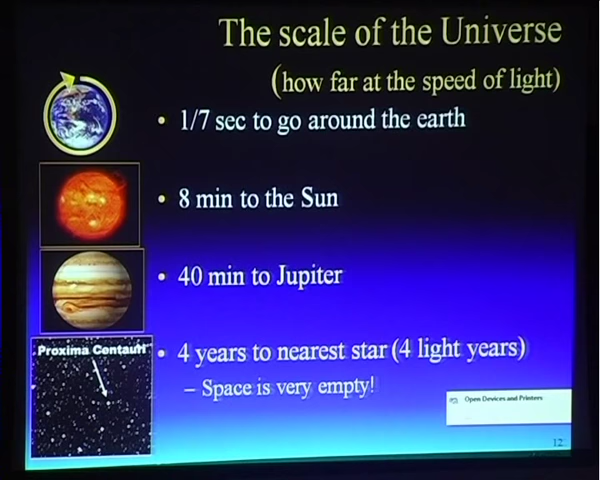 The scale of the Universe
(how far at the speed of light)
• 1/7 sec to go around the earth
• 8 min to the Sun
• 40 min to Jupiter
Proxima Centauri
• 4 years to nearest star (4 light years)
– Space is very empty!
Open Devices and Printers
12